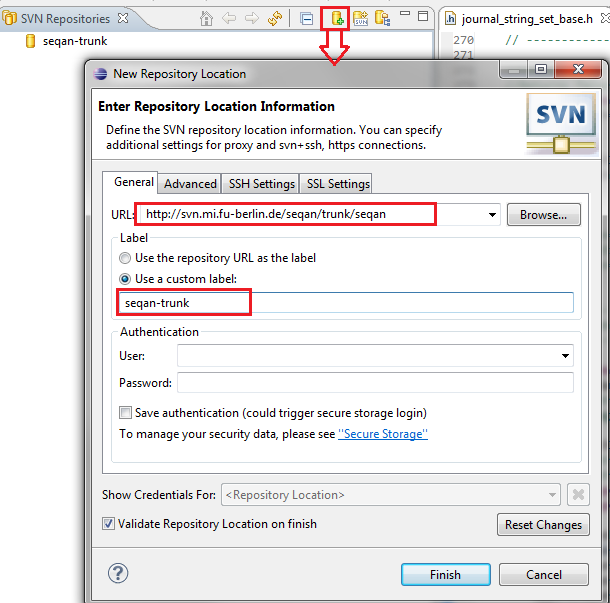 SVN Repositories
journal_string_set_base.h
seqan-trunk
270 // ------------
271
New Repository Location
Enter Repository Location Information
Define the SVN repository location information. You can specify
additional settings for proxy and svn+ssh, https connections.
SVN
General Advanced SSH Settings SSL Settings
URL: http://svn.mi.fu-berlin.de/seqan/trunk/seqan Browse...
Label
Use the repository URL as the label
Use a custom label:
seqan-trunk
Authentication
User:
Password:
Save authentication (could trigger secure storage login)
To manage your security data, please see "Secure Storage"
Show Credentials For: <Repository Location>
Validate Repository Location on finish
Reset Changes
? Finish Cancel